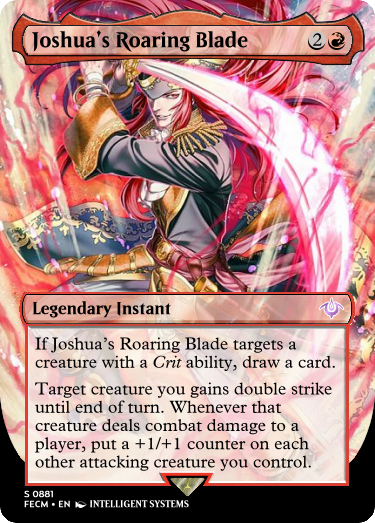 Joshua's Roaring Blade 2
Legendary Instant
If Joshua's Roaring Blade targets a
creature with a Crit ability, draw a card.
Target creature you gains double strike
until end of turn. Whenever that
creature deals combat damage to a
player, put a +1/+1 counter on each
other attacking creature you control.
S 0881
FECM • EN INTELLIGENT SYSTEMS